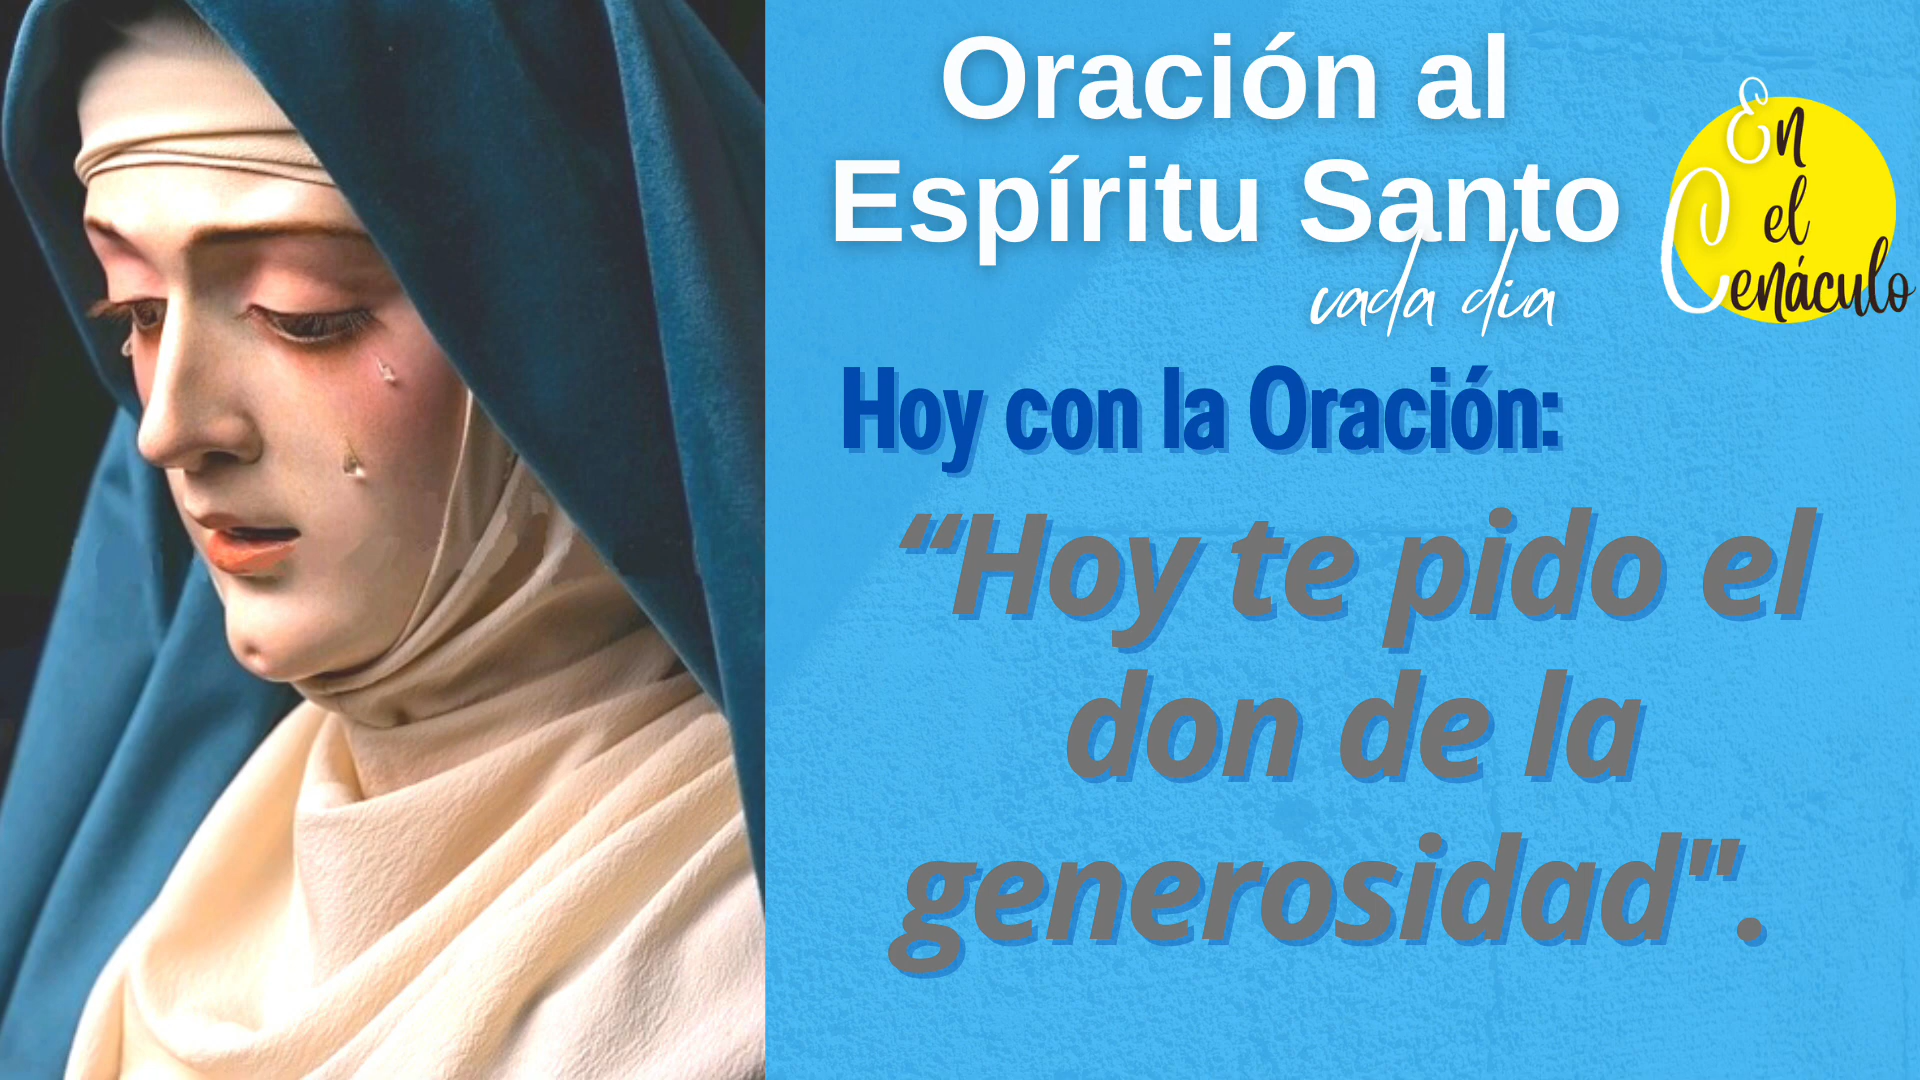 Oración al
Espíritu Santo
cada dia
En
el
Cenáculo
Hoy con la Oración:
“Hoy te pido el
don de la
generosidad".